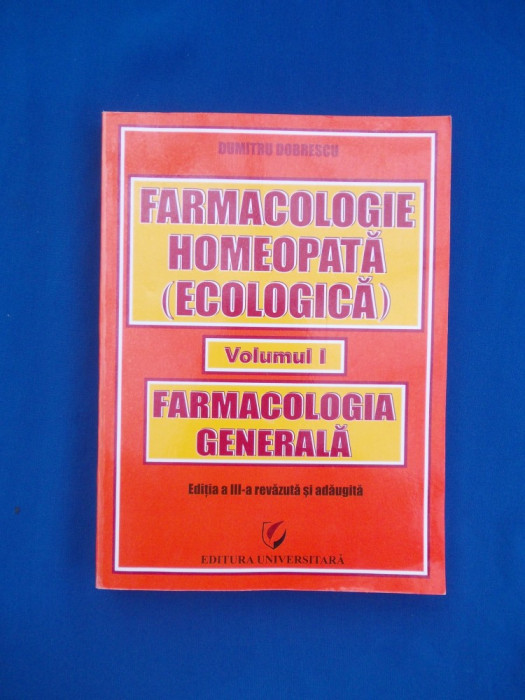 DUMITRU DOBRESCU
FARMACOLOGIE
HOMEOPATĂ
(ECOLOGICĂ)
Volumul I
FARMACOLOGIA
GENERALĂ
Ediția a III-a revăzută și adăugită
EDITURA UNIVERSITARĂ